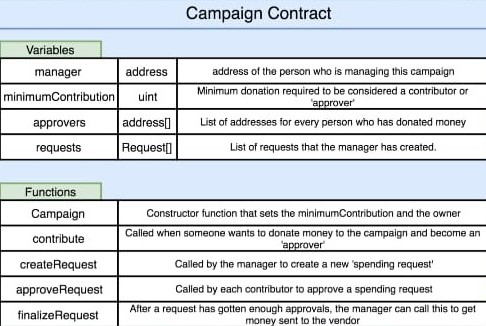 Campaign Contract
Variables
manager address address of the person who is managing this campaign
minimumContribution uint Minimum donation required to be considered a contributor or
'approver'
approvers address[] List of addresses for every person who has donated money
requests Request[] List of requests that the manager has created.
Functions
Campaign Constructor function that sets the minimumContribution and the owner
contribute Called when someone wants to donate money to the campaign and become an
'approver'
createRequest Called by the manager to create a new 'spending request'
approveRequest Called by each contributor to approve a spending request
finalizeRequest After a request has gotten enough approvals, the manager can call this to get
money sent to the vendor